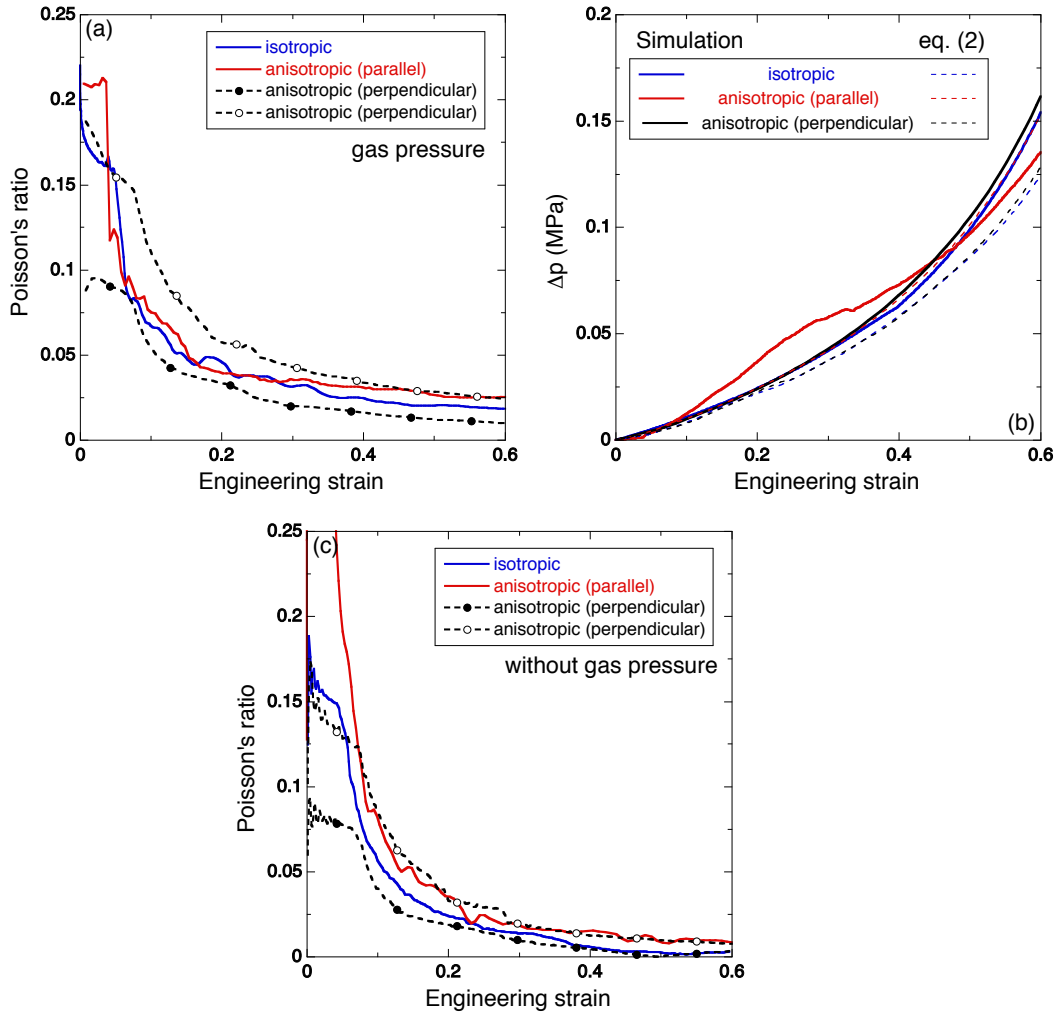 (a)
isotropic
anisotropic (parallel)
anisotropic (perpendicular)
anisotropic (perpendicular)
gas pressure
0.25
0.2
0.15
0.1
0.05
0
Poisson's ratio
0 0.2 0.4 0.6
Engineering strain
Simulation eq. (2)
isotropic
anisotropic (parallel)
anisotropic (perpendicular)
0.2
0.15
0.1
0.05
0
Δp (MPa)
(b)
0 0.2 0.4 0.6
Engineering strain
(c)
isotropic
anisotropic (parallel)
anisotropic (perpendicular)
anisotropic (perpendicular)
without gas pressure
0.25
0.2
0.15
0.1
0.05
0
Poisson's ratio
0 0.2 0.4 0.6
Engineering strain